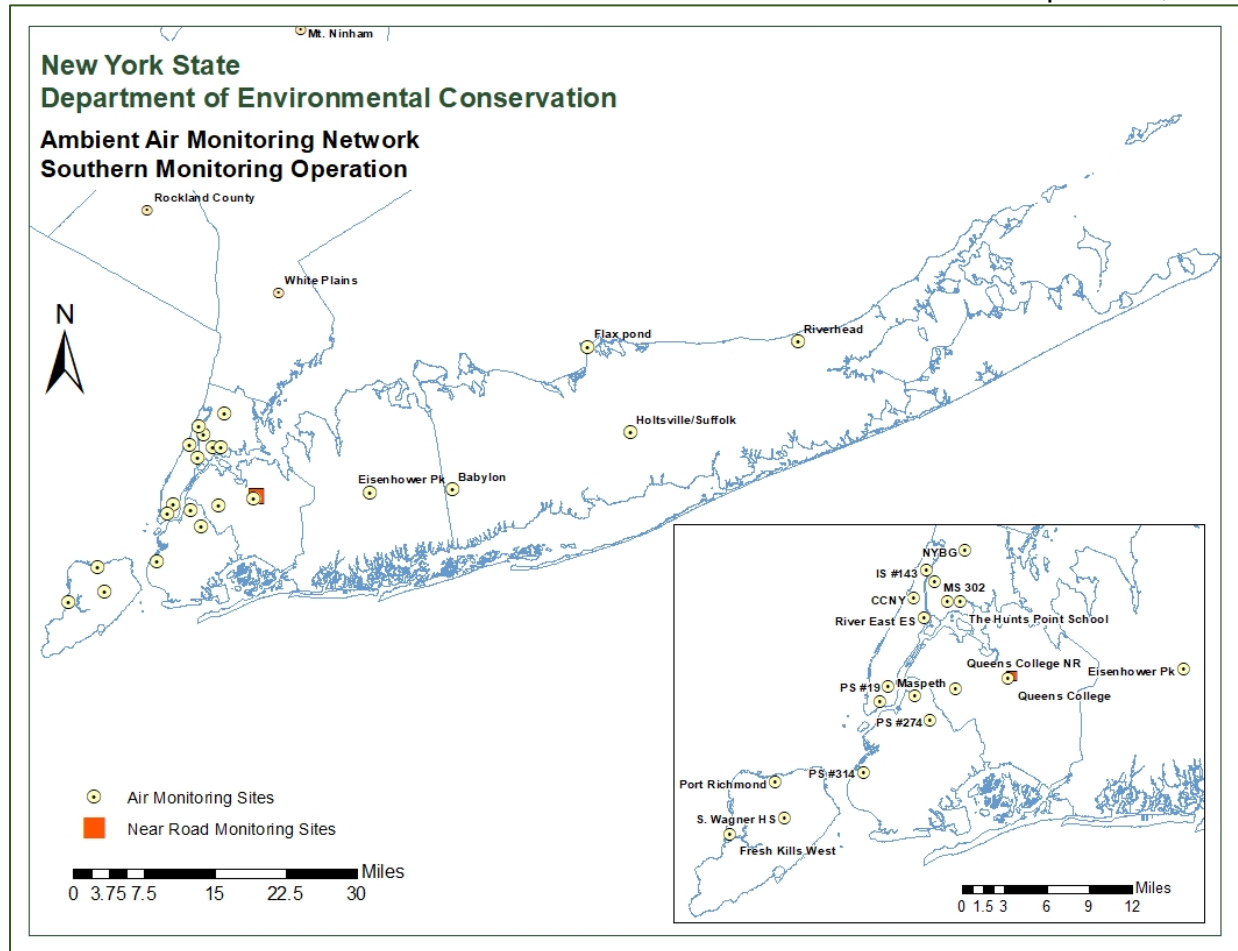 Mt. Ninham
New York State
Department of Environmental Conservation
Ambient Air Monitoring Network
Southern Monitoring Operation
Rockland County
White Plains
N
Flax pond
Riverhead
Holtsville/Suffolk
Eisenhower Pk
Babylon
NYBG
IS #143
MS 302
CCNY
River East ES
The Hunts Point School
Queens College NR
Eisenhower Pk
PS #19
Maspeth
Queens College
PS #274
PS #314
Port Richmond
S. Wagner HS
Fresh Kills West
Air Monitoring Sites
Near Road Monitoring Sites
Miles
0 3.75 7.5 15 22.5 30
Miles
0 1.5 3 6 9 12